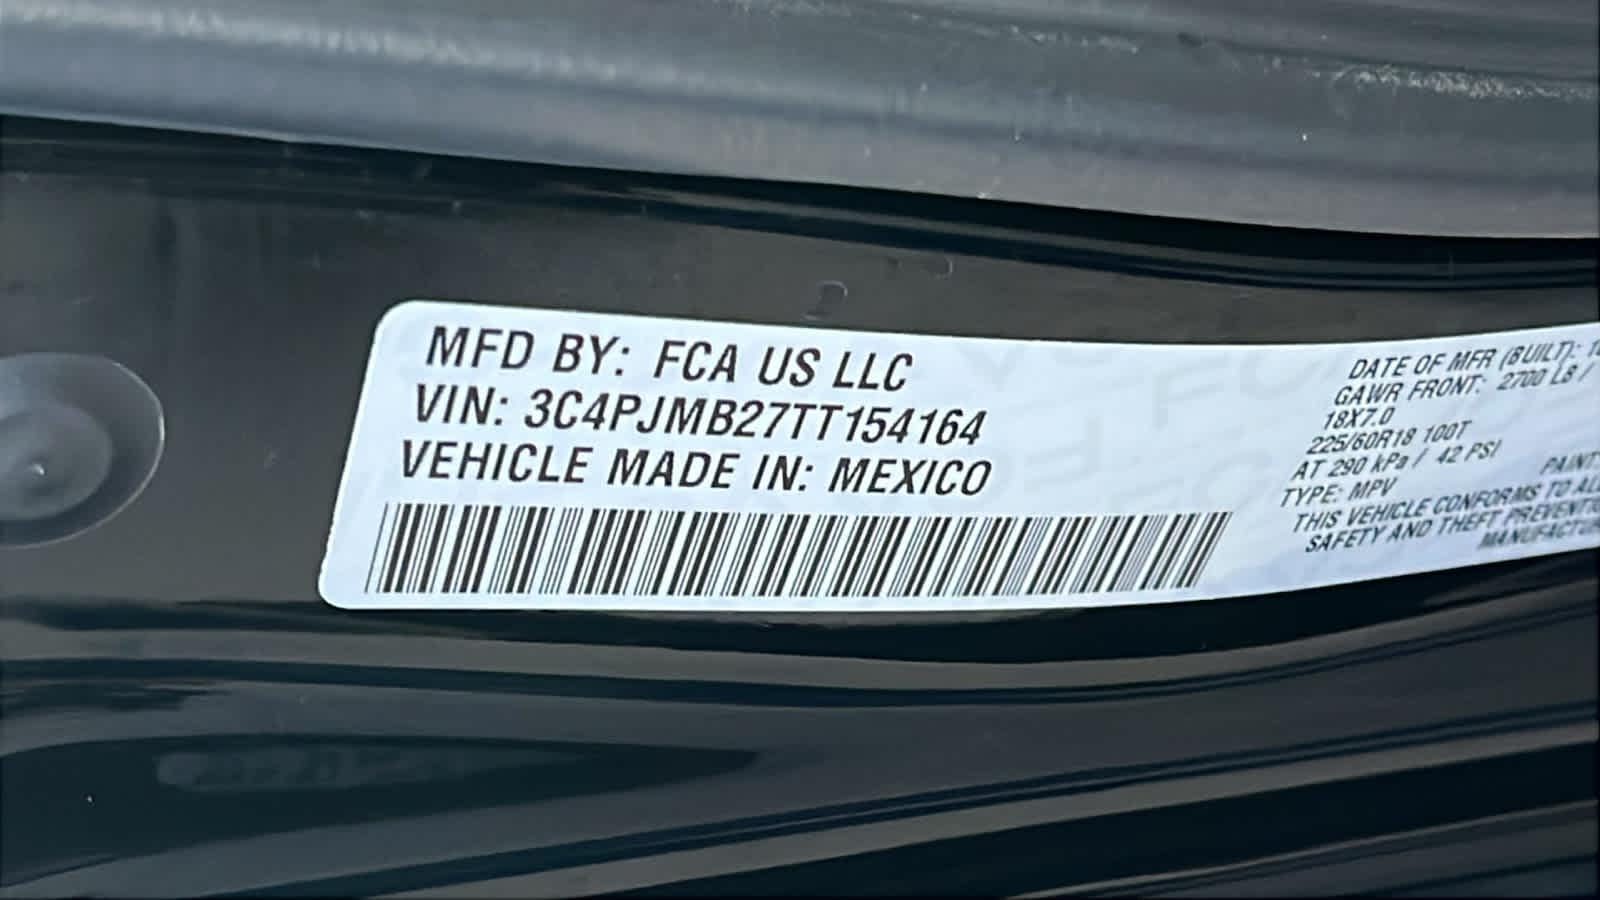 MFD BY: FCA US LLC
VIN: 3C4PJMB27TT154164
VEHICLE MADE IN: MEXICO
DATE OF MFR (BUILT):
GAWR FRONT: 2700 LB /
18X7.0
225/60R18 100T
AT 290 kPa / 42 PSI
TYPE: MPV
PAINT:
THIS VEHICLE CONFORMS TO ALL
SAFETY AND THEFT PREVENTION